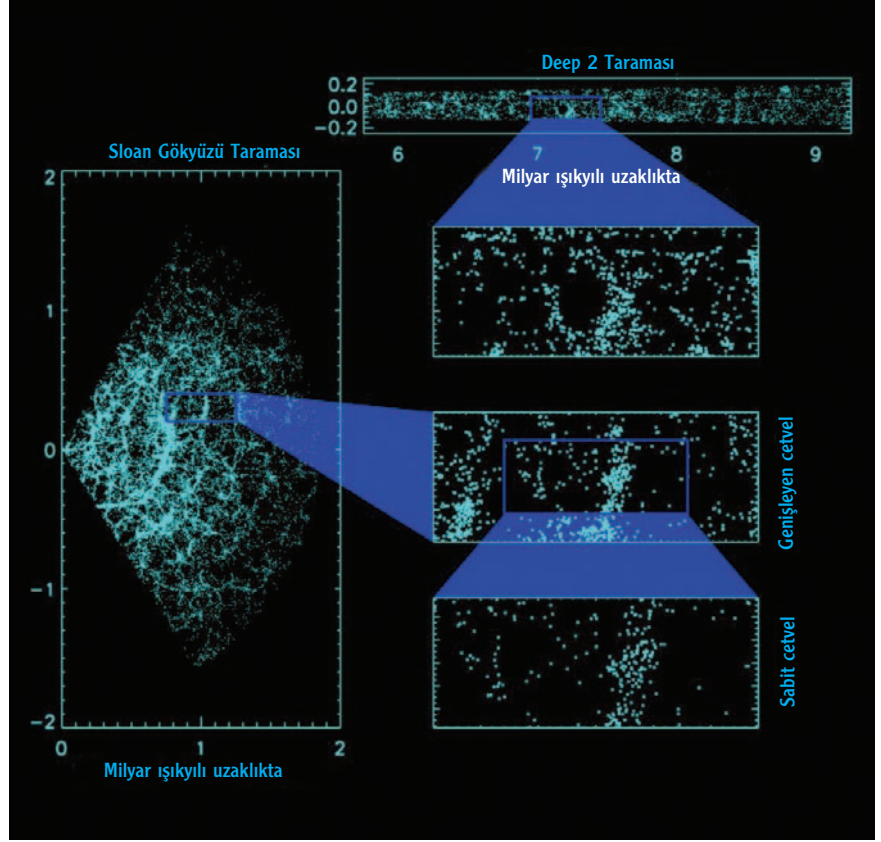 Deep 2 Taraması
0.2
0.0
−0.2
6 7 8 9
Milyar ışıkyılı uzaklıkta
Sloan Gökyüzü Taraması
2
1
0
−1
−2
0 1 2
Milyar ışıkyılı uzaklıkta
Genişleyen cetvel
Sabit cetvel